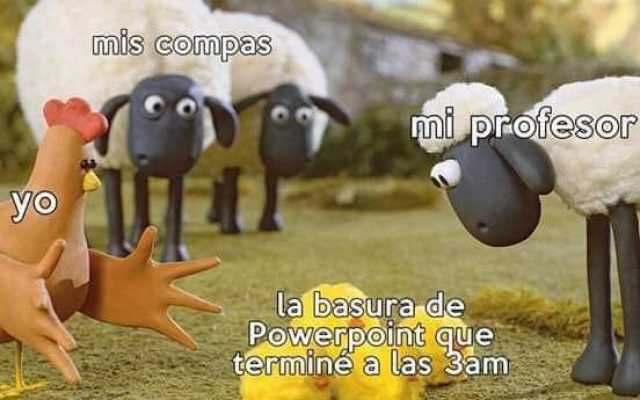 mis compas
mi profesor
yo
la basura de
Powerpoint que
terminé a las 3am